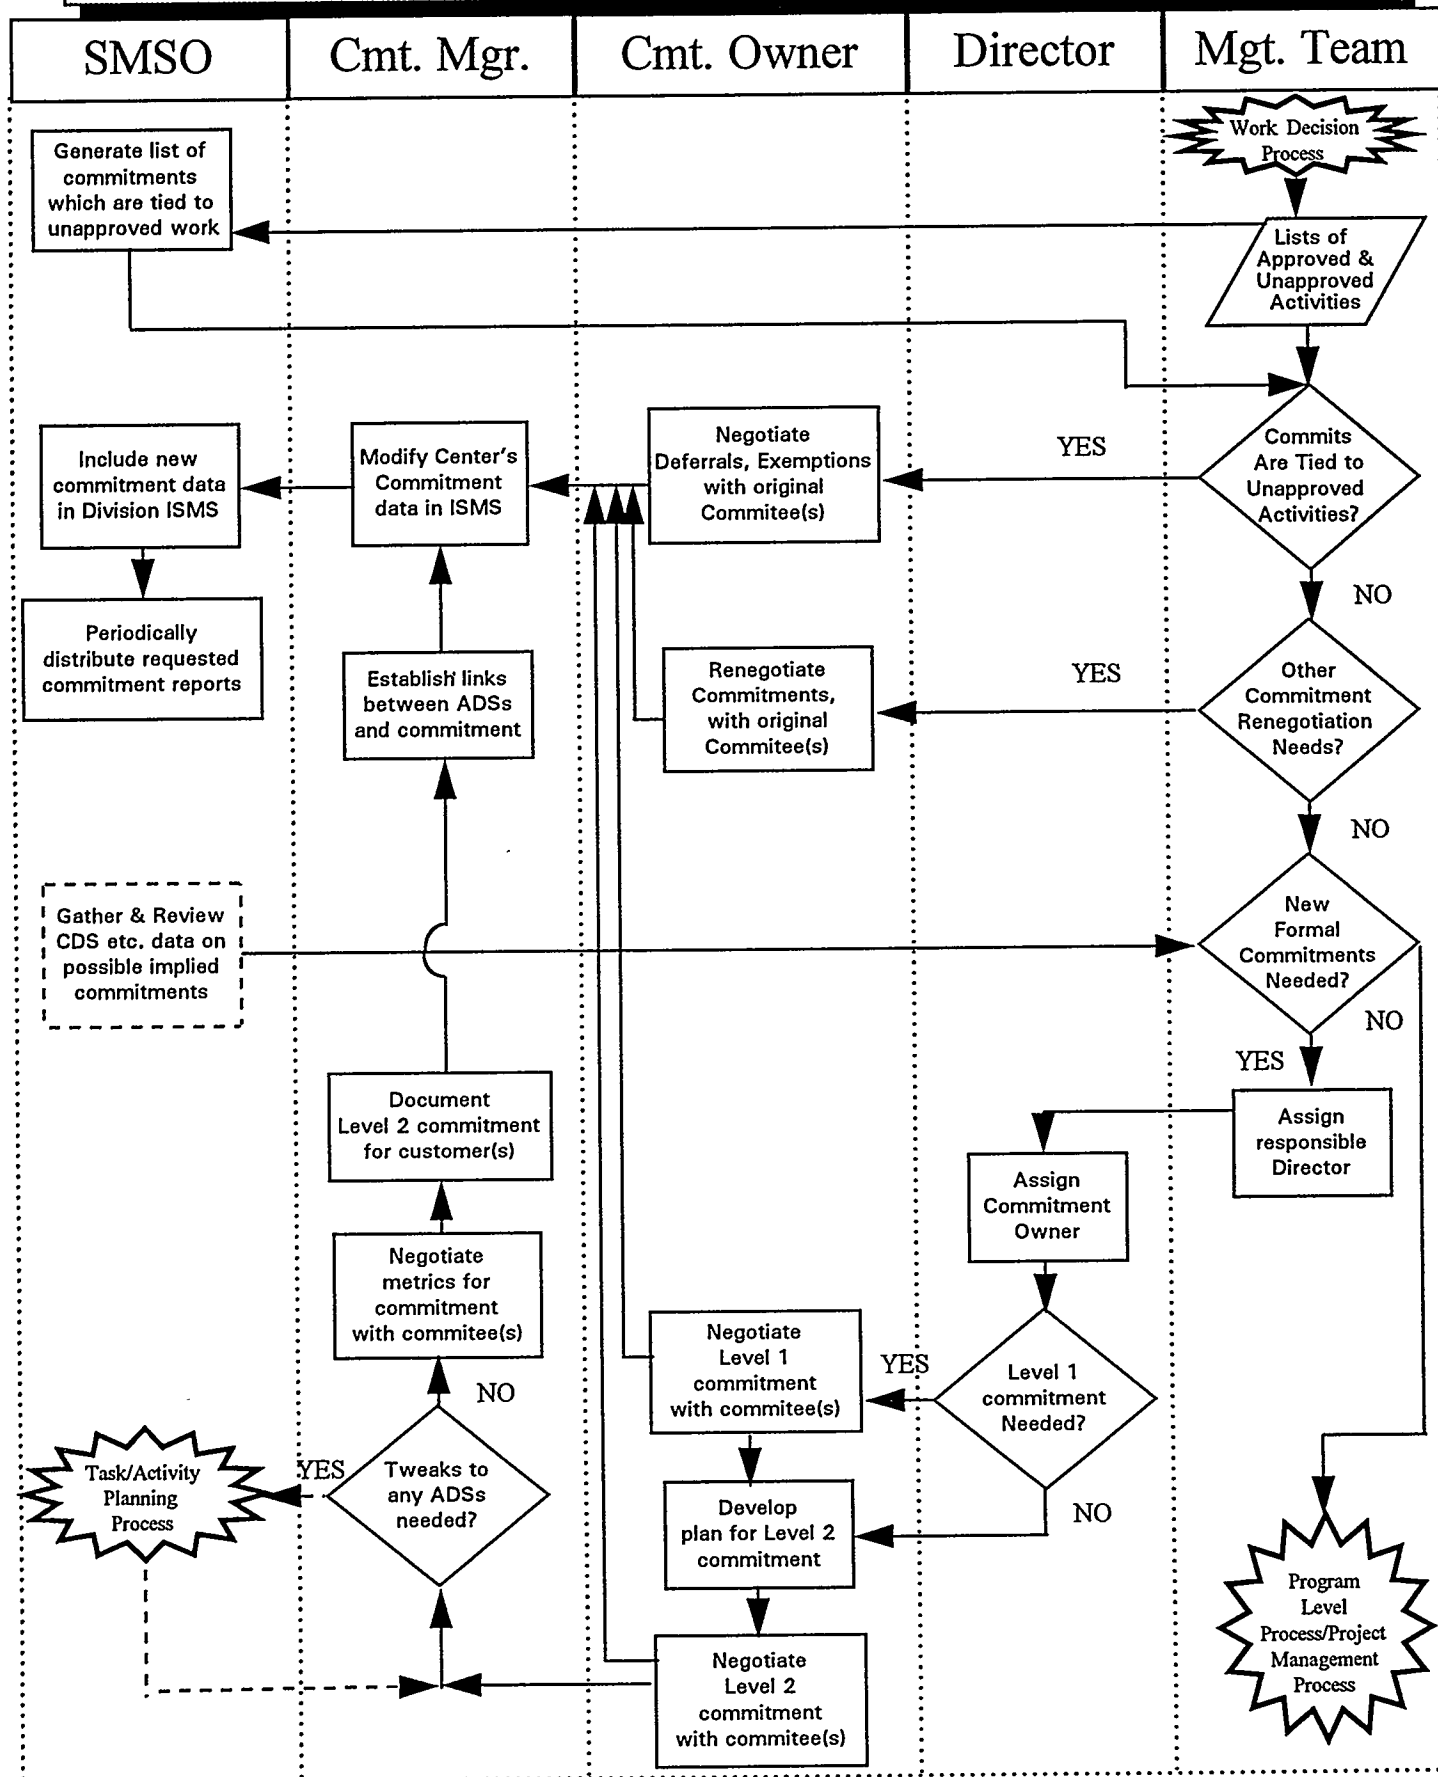 SMSO
Cmt. Mgr.
Cmt. Owner
Director
Mgt. Team
Work Decision
Process
Generate list of
commitments
which are tied to
unapproved work
Lists of
Approved &
Unapproved
Activities
Commits
Are Tied to
Unapproved
Activities?
YES
NO
Negotiate
Deferrals, Exemptions
with original
Commitee(s)
Modify Center's
Commitment
data in ISMS
Include new
commitment data
in Division ISMS
Periodically
distribute requested
commitment reports
Establish links
between ADSs
and commitment
Renegotiate
Commitments,
with original
Commitee(s)
YES
Other
Commitment
Renegotiation
Needs?
NO
Gather & Review
CDS etc. data on
possible implied
commitments
New
Formal
Commitments
Needed?
NO
YES
Document
Level 2 commitment
for customer(s)
Assign
responsible
Director
Assign
Commitment
Owner
Negotiate
metrics for
commitment
with commitee(s)
Negotiate
Level 1
commitment
with commitee(s)
YES
Level 1
commitment
Needed?
NO
NO
Task/Activity
Planning
Process
YES
Tweaks to
any ADSs
needed?
Develop
plan for Level 2
commitment
Negotiate
Level 2
commitment
with commitee(s)
Program
Level
Process/Project
Management
Process